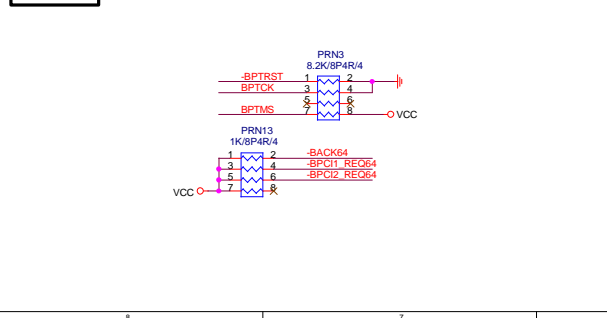 PRN3
8.2K/8P4R/4
-BPTRST 1 2
BPTCK 3 4
5 6
BPTMS 7 8 VCC
PRN13
1K/8P4R/4
1 2 -BACK64
3 4 -BPCI1_REQ64
5 6 -BPCI2_REQ64
VCC 7 8
8 7